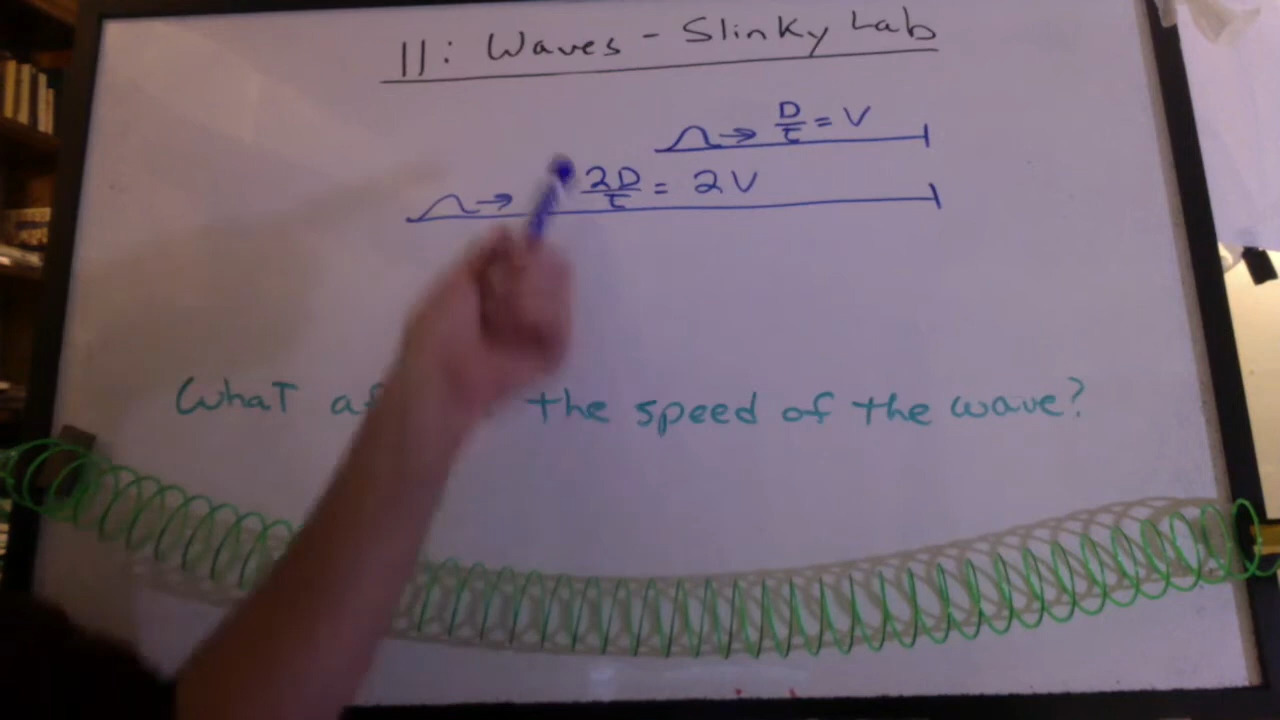 11: Waves - Slinky Lab
D/t = V
2D/t = 2V
What the speed of the wave?